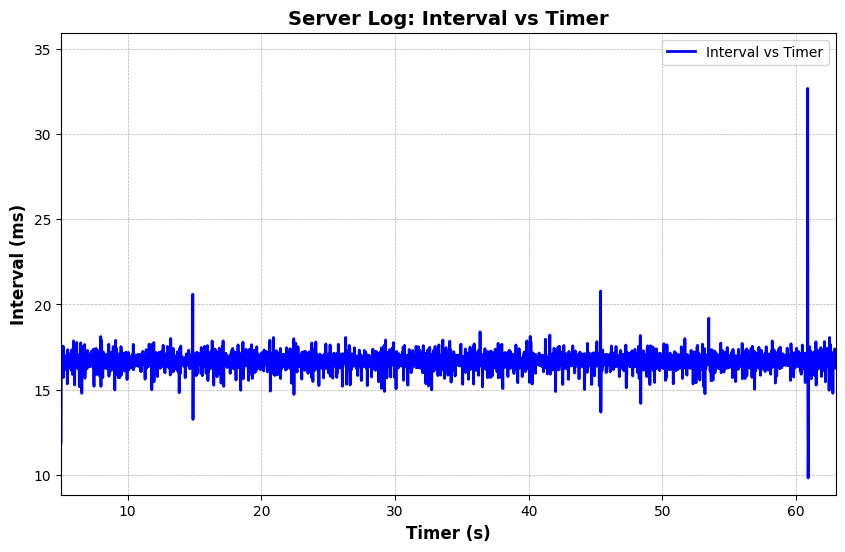 Server Log: Interval vs Timer
Interval vs Timer
35
30
25
20
15
10
Interval (ms)
10 20 30 40 50 60
Timer (s)